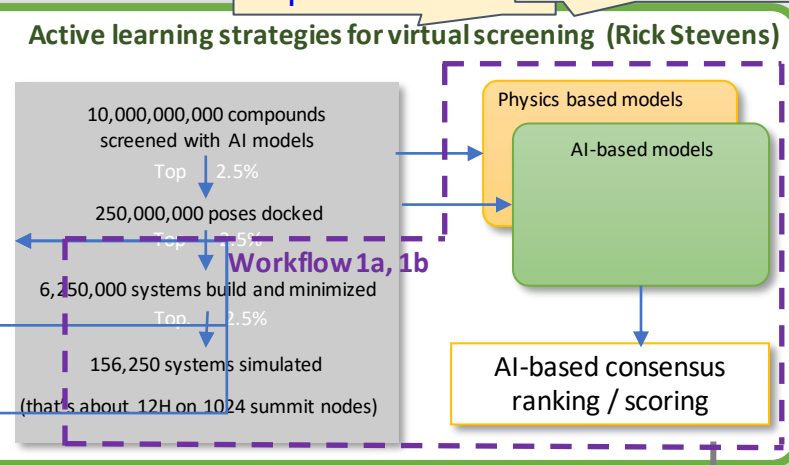 Active learning strategies for virtual screening (Rick Stevens)
10,000,000,000 compounds
screened with AI models
Top 2.5%
250,000,000 poses docked
Top 2.5%
Workflow 1a, 1b
6,250,000 systems build and minimized
Top. 2.5%
156,250 systems simulated
(that's about 12H on 1024 summit nodes)
Physics based models
AI-based models
AI-based consensus
ranking / scoring